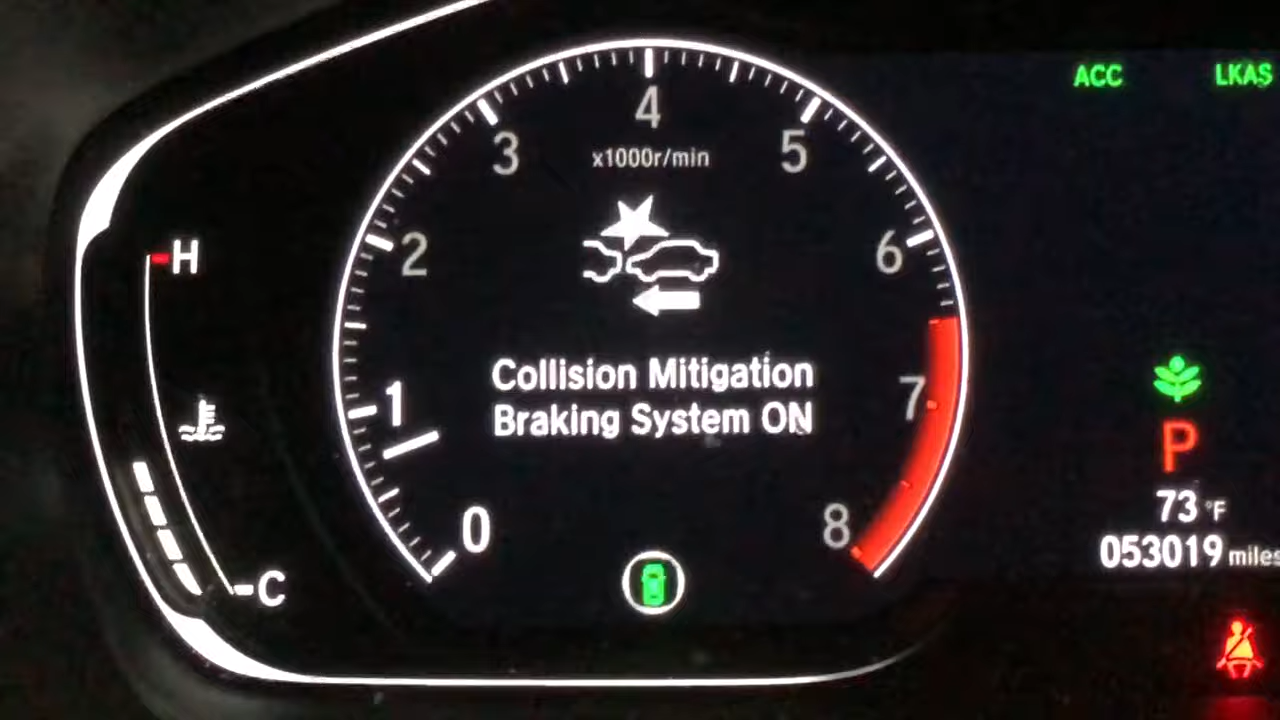 ACC LKAS
4
3 5
x1000r/min
2 6
H
Collision Mitigation
1 7
Braking System ON
P
73 °F
0 8
053019 miles
C